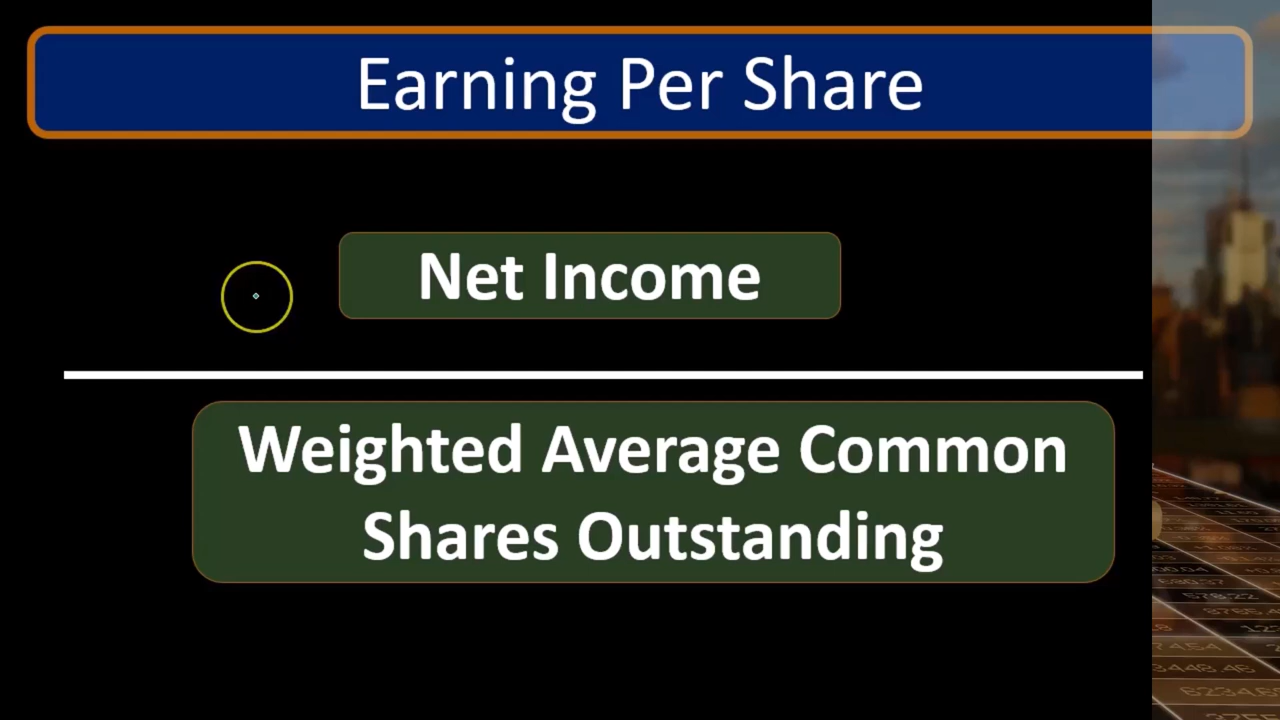 Earning Per Share
Net Income
Weighted Average Common
Shares Outstanding